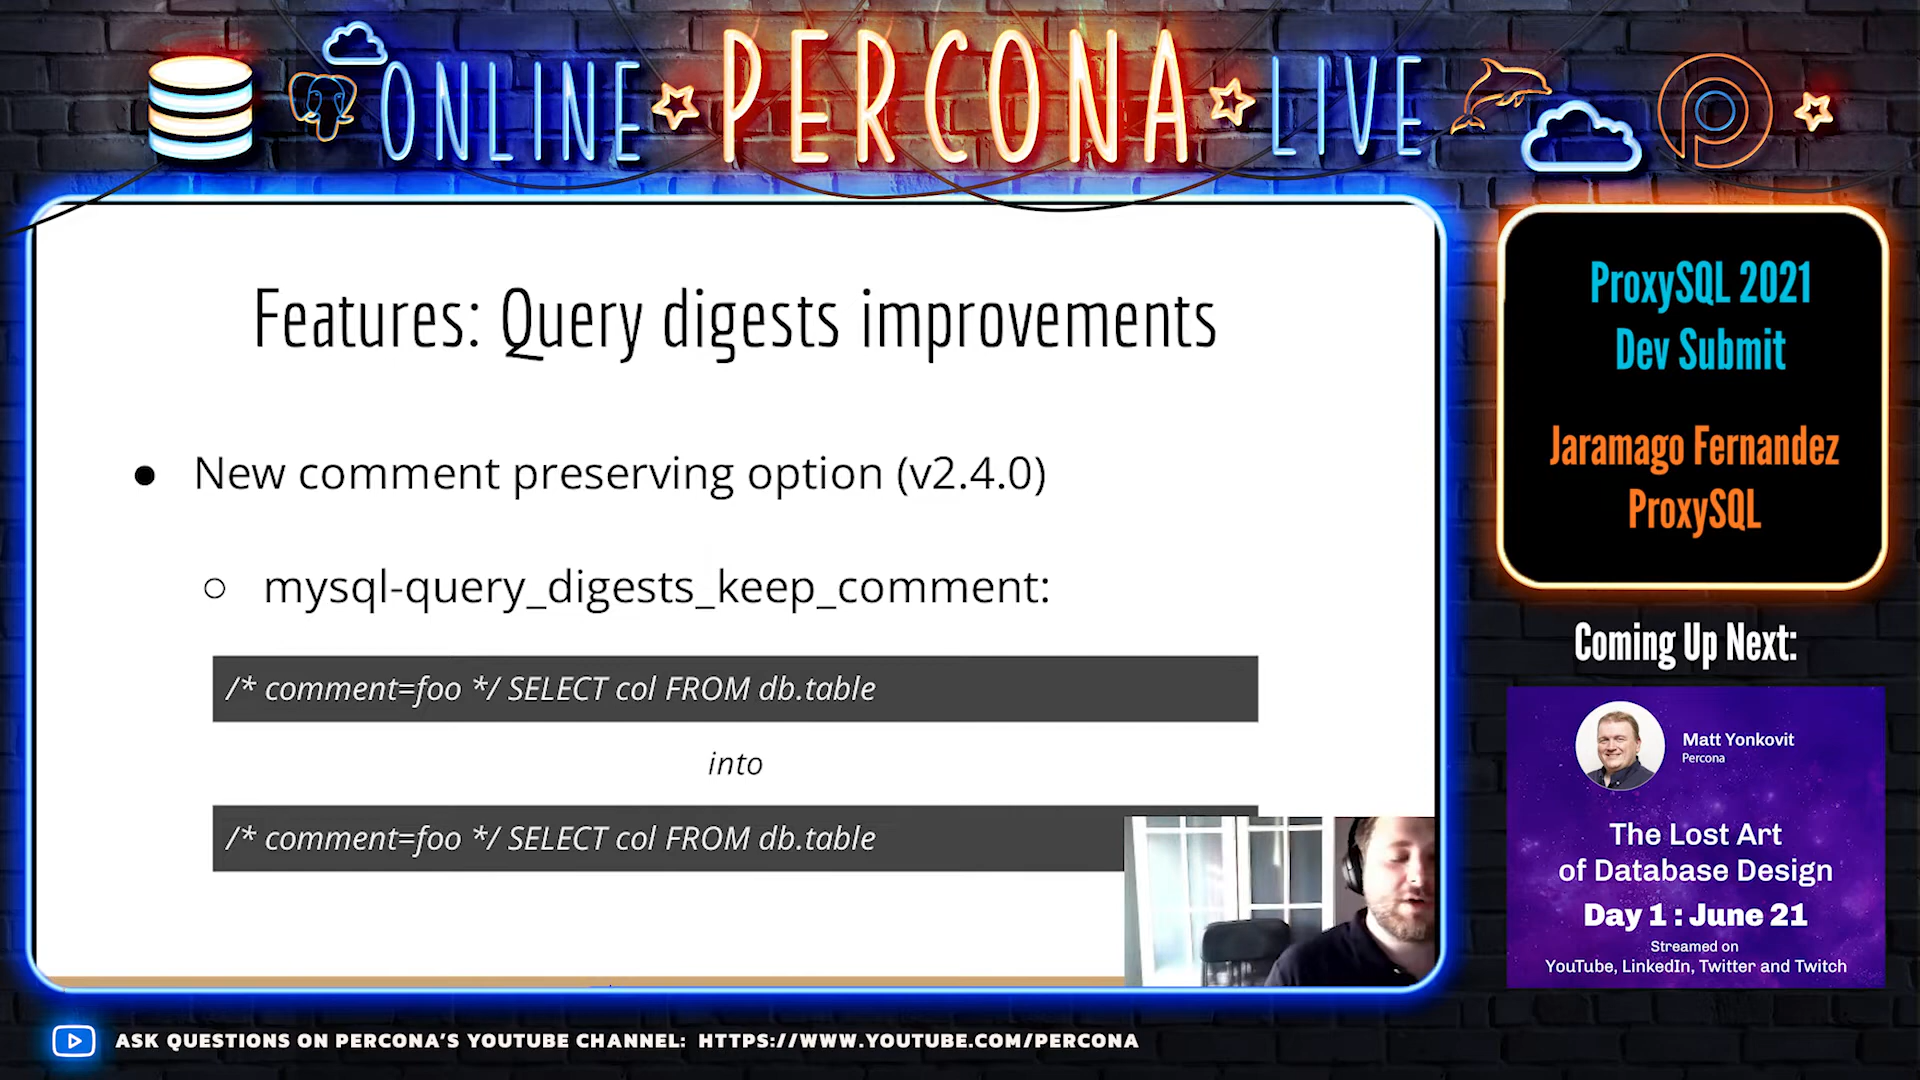 ONLINE PERCONA LIVE
Features: Query digests improvements
● New comment preserving option (v2.4.0)
○ mysql-query_digests_keep_comment:
/* comment=foo */ SELECT col FROM db.table
into
/* comment=foo */ SELECT col FROM db.table
ProxySQL 2021
Dev Submit
Jaramago Fernandez
ProxySQL
Coming Up Next:
Matt Yonkovit
Percona
The Lost Art
of Database Design
Day 1 : June 21
Streamed on
YouTube, LinkedIn, Twitter and Twitch
ASK QUESTIONS ON PERCONA'S YOUTUBE CHANNEL: HTTPS://WWW.YOUTUBE.COM/PERCONA